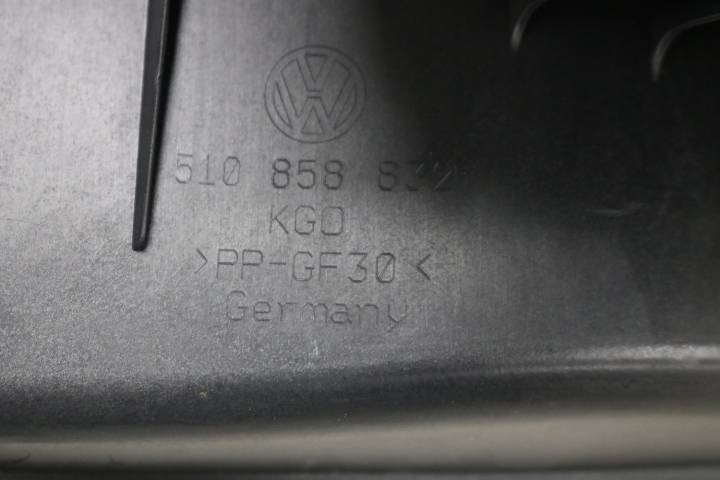 510 858 832
KGO
>PP-GF30<
Germany